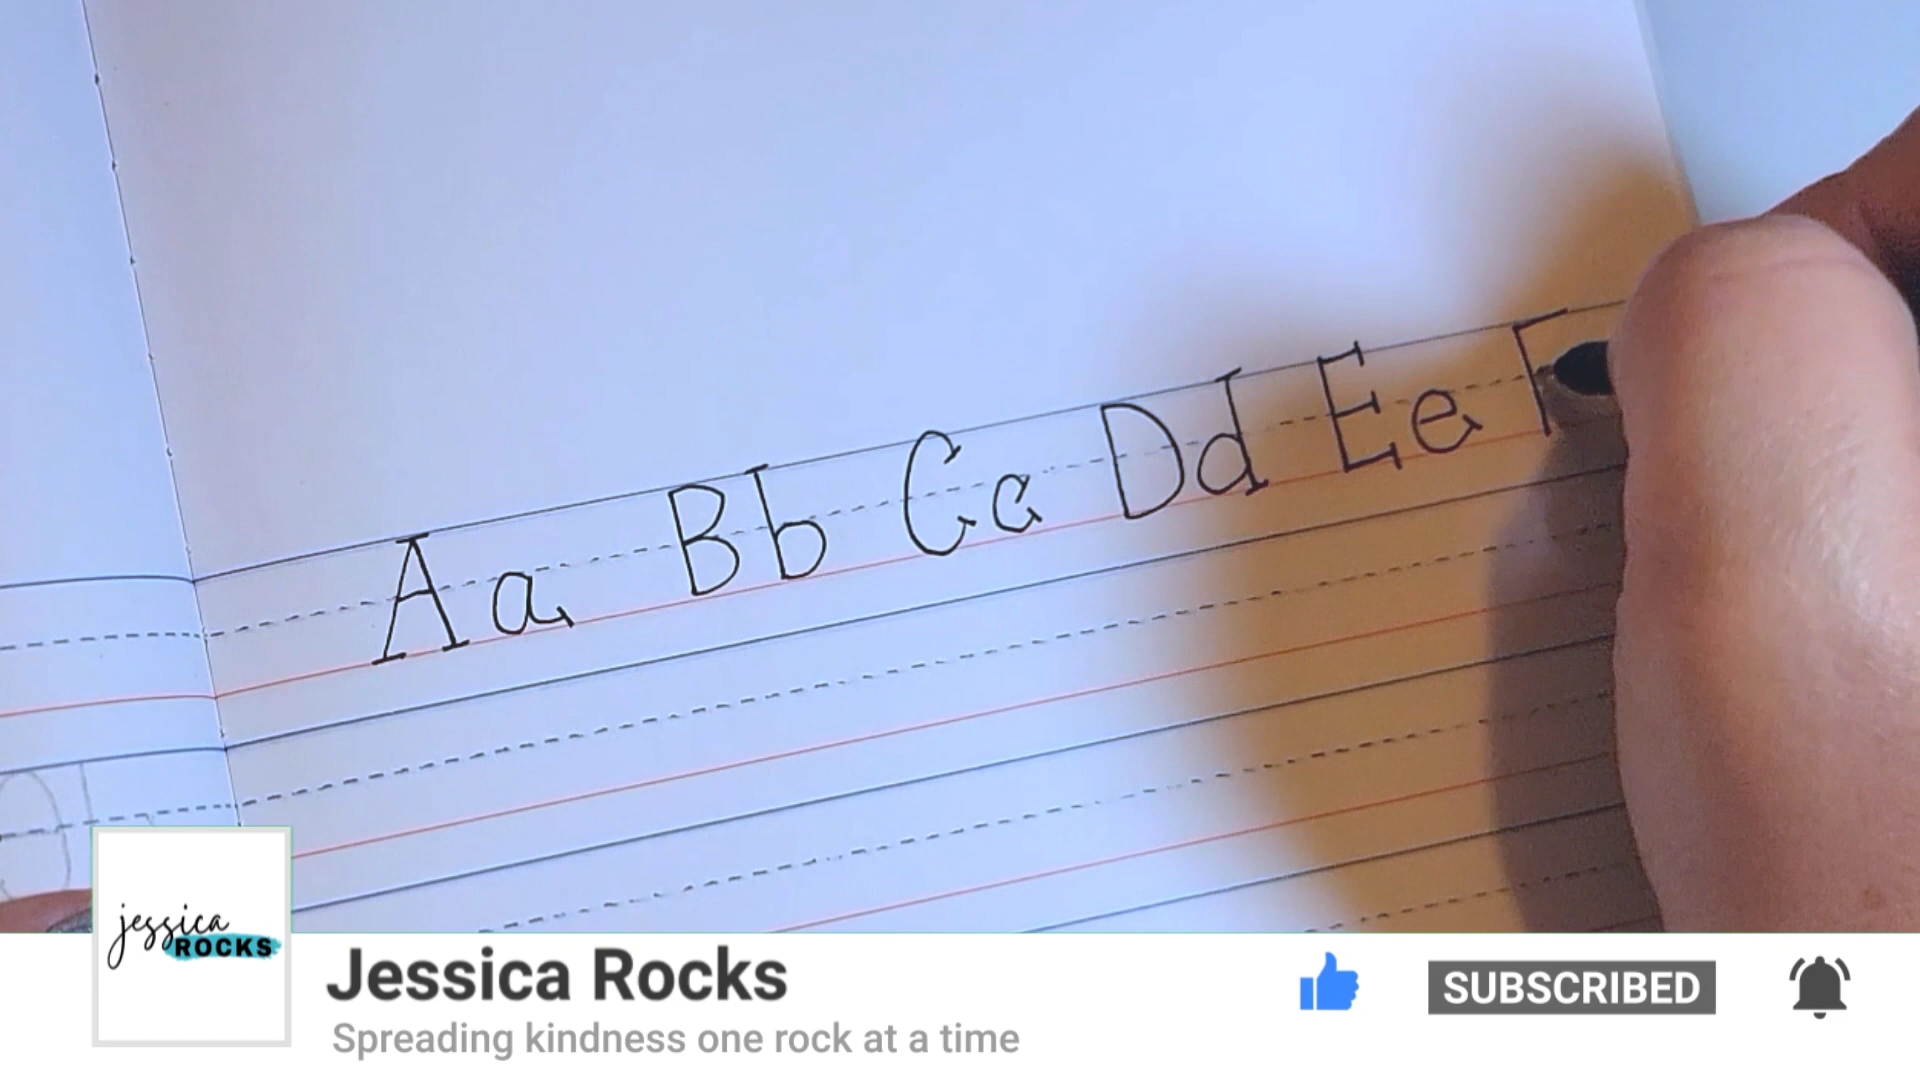 Aa Bb Cc Dd Ee F
jessica
ROCKS
Jessica Rocks
SUBSCRIBED
Spreading kindness one rock at a time